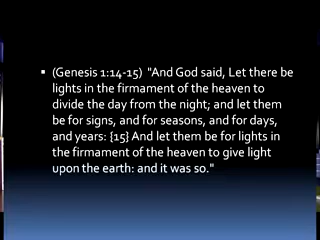 ▪ (Genesis 1:14-15)  "And God said, Let there be
lights in the firmament of the heaven to
divide the day from the night; and let them
be for signs, and for seasons, and for days,
and years: {15} And let them be for lights in
the firmament of the heaven to give light
upon the earth: and it was so."